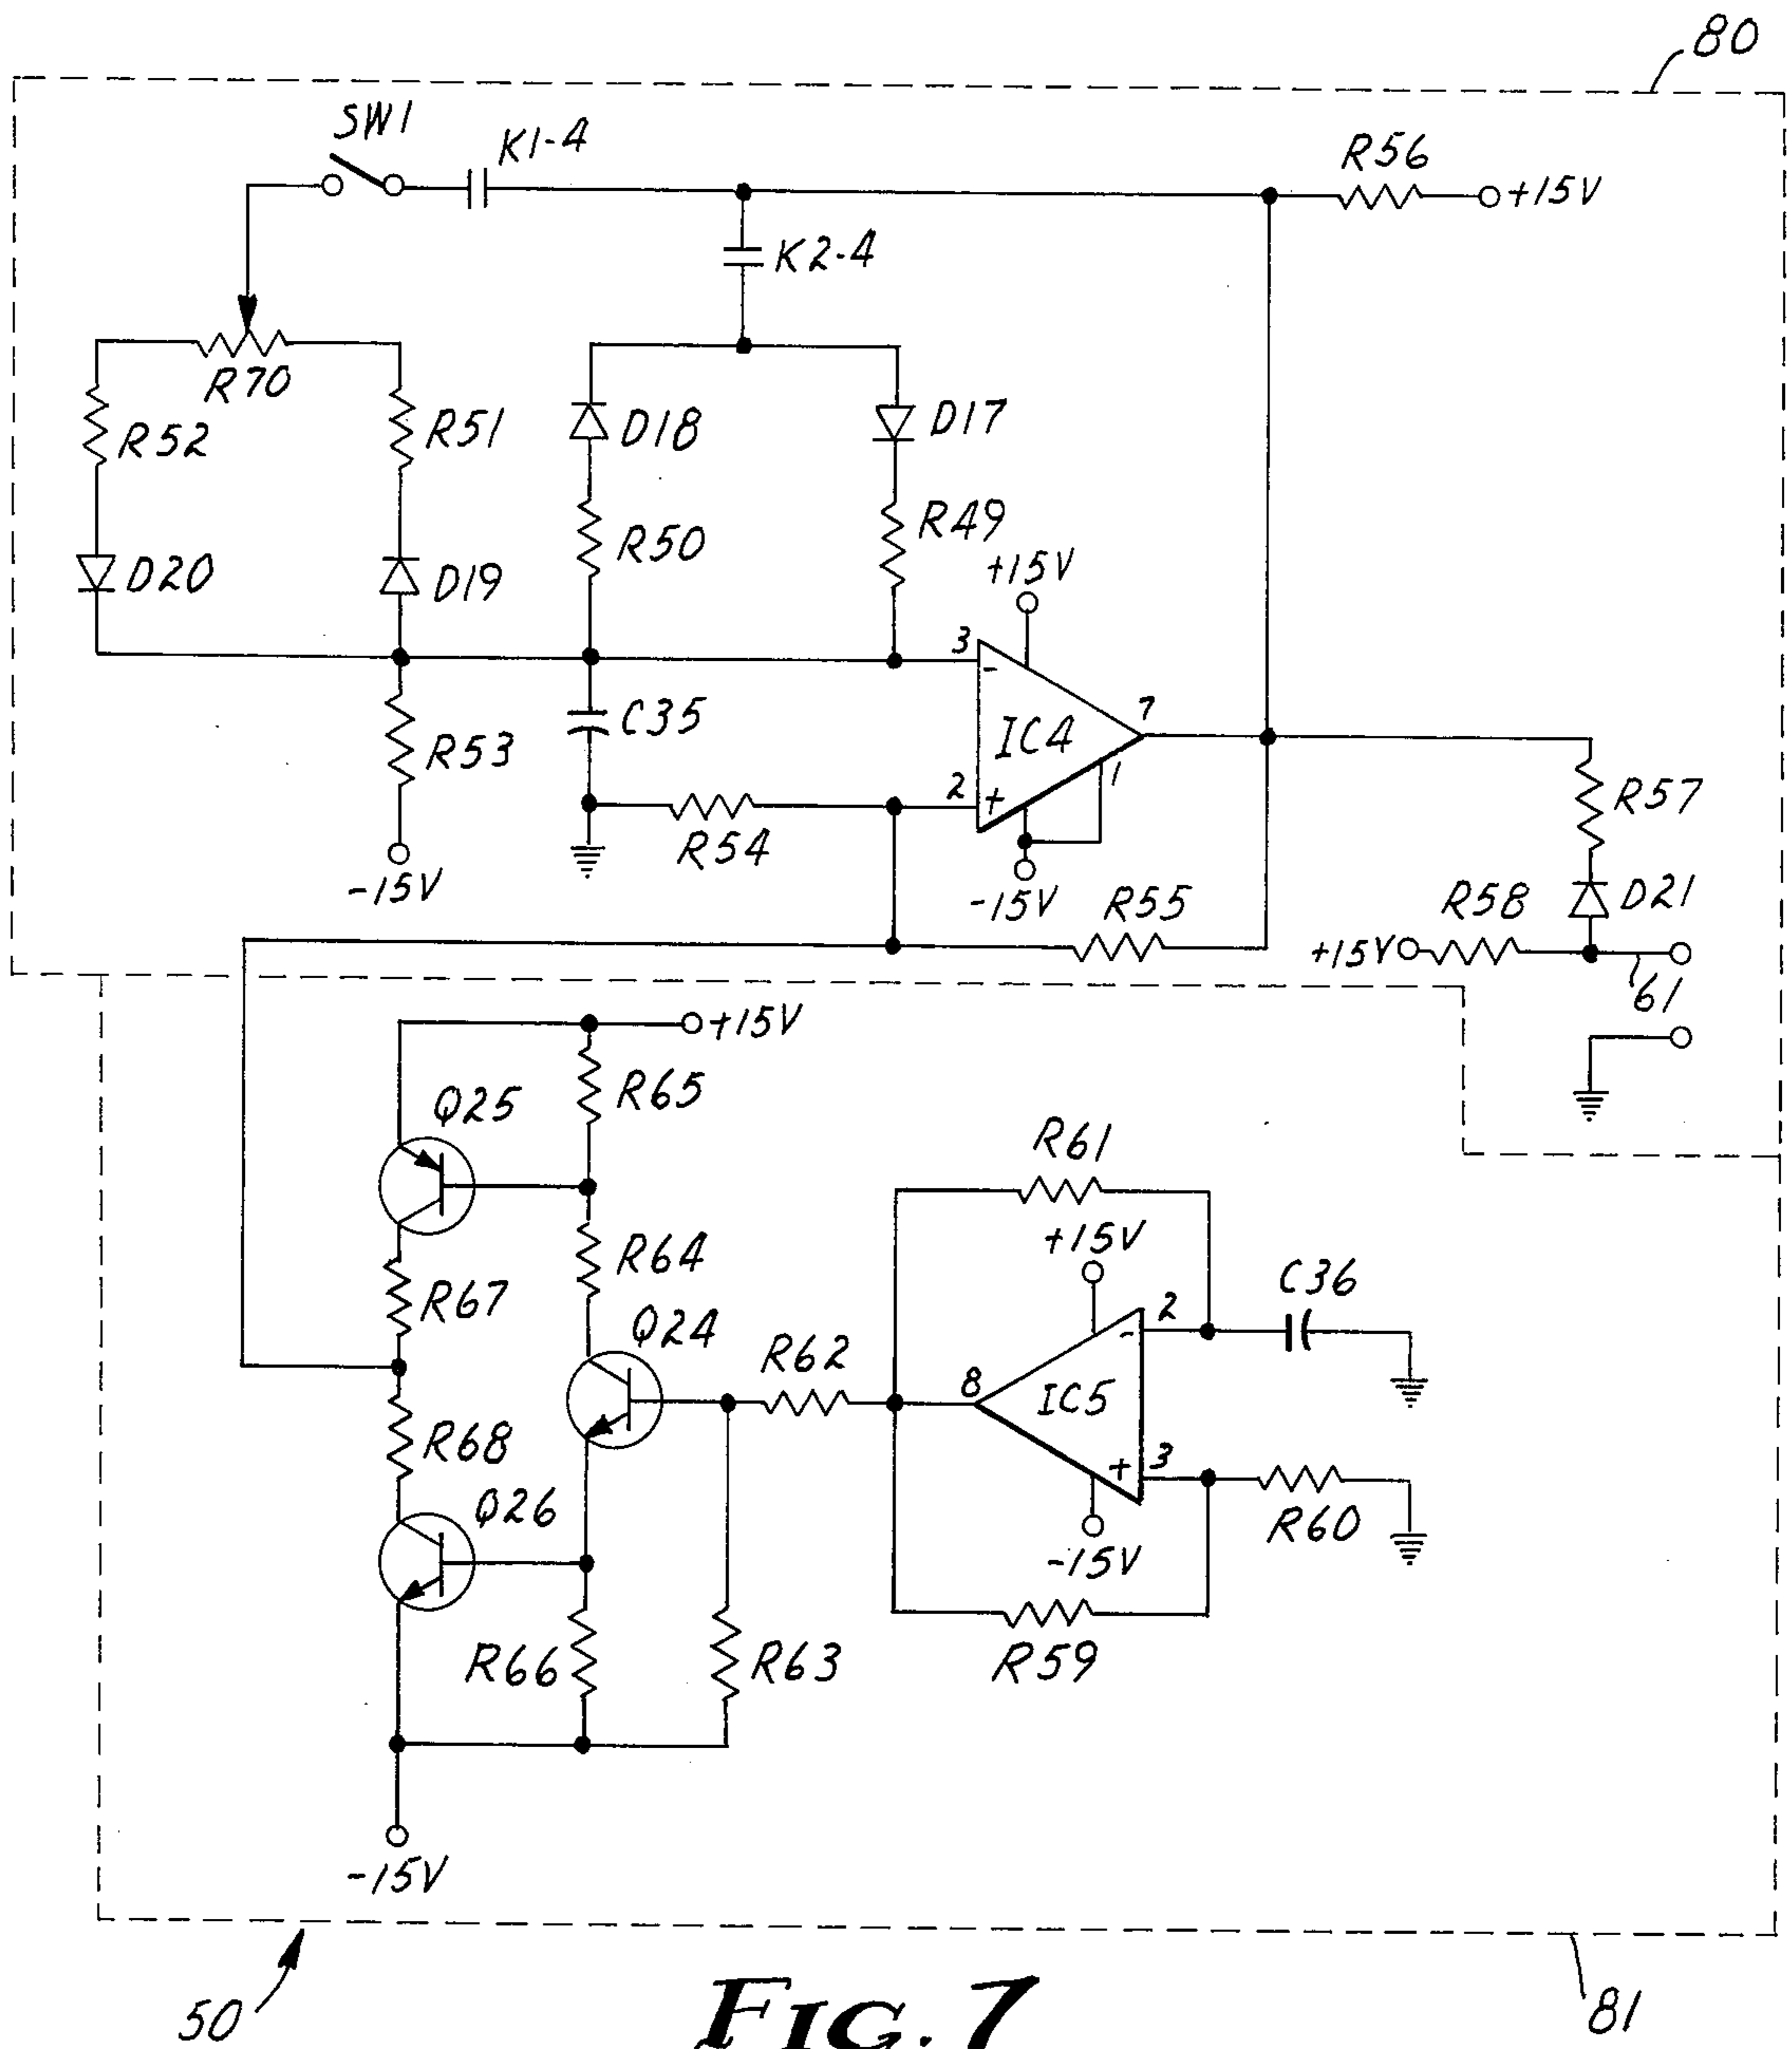 80
SW1
K1-4
R56
+15V
K2-4
R70
R52
R51
D18
D17
R50
R49
D20
D19
+15V
3
-
C35
IC4
7
R53
2
+
1
R57
R54
-15V
-15V
R55
R58
D21
+15V
61
+15V
R65
Q25
R61
+15V
R64
C36
R67
2
-
Q24
R62
8
IC5
R68
+
3
Q26
R60
-15V
R66
R63
R59
-15V
50
81
FIG. 7